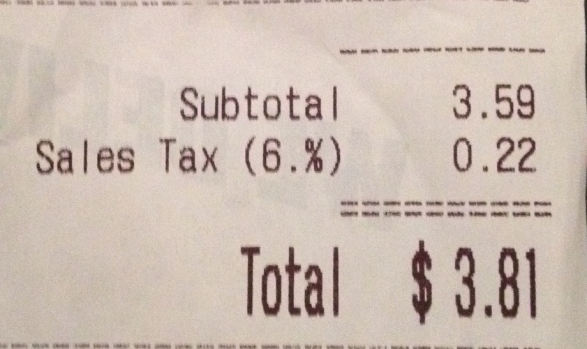 Subtotal 3.59
Sales Tax (6.%) 0.22
Total $ 3.81